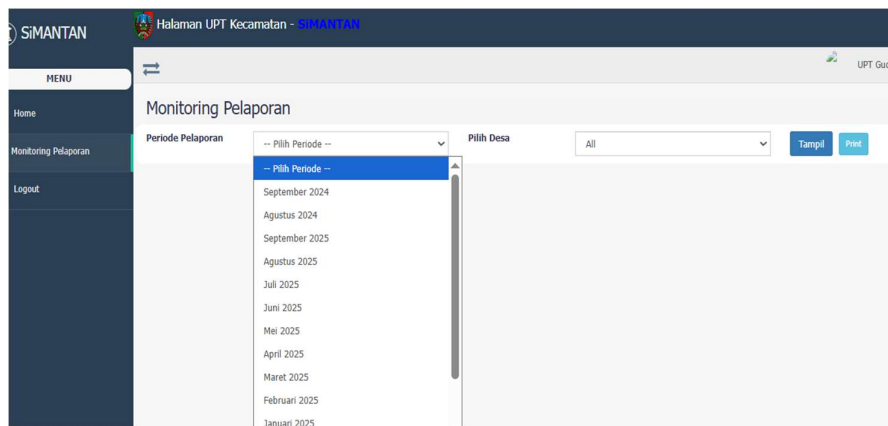 SiMANTAN
Halaman UPT Kecamatan - SiMANTAN
MENU
UPT
Home
Monitoring Pelaporan
Logout
Monitoring Pelaporan
Periode Pelaporan
-- Pilih Periode --
Pilih Desa
All
Tampil
Print
-- Pilih Periode --
September 2024
Agustus 2024
September 2025
Agustus 2025
Juli 2025
Juni 2025
Mei 2025
April 2025
Maret 2025
Februari 2025
Januari 2025